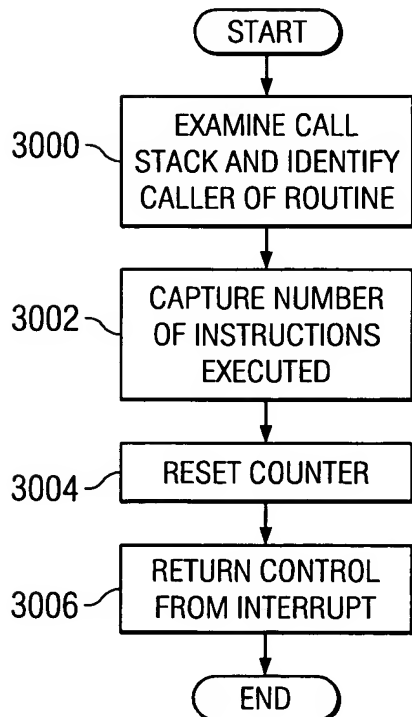 START
3000
EXAMINE CALL
STACK AND IDENTIFY
CALLER OF ROUTINE
3002
CAPTURE NUMBER
OF INSTRUCTIONS
EXECUTED
3004
RESET COUNTER
3006
RETURN CONTROL
FROM INTERRUPT
END